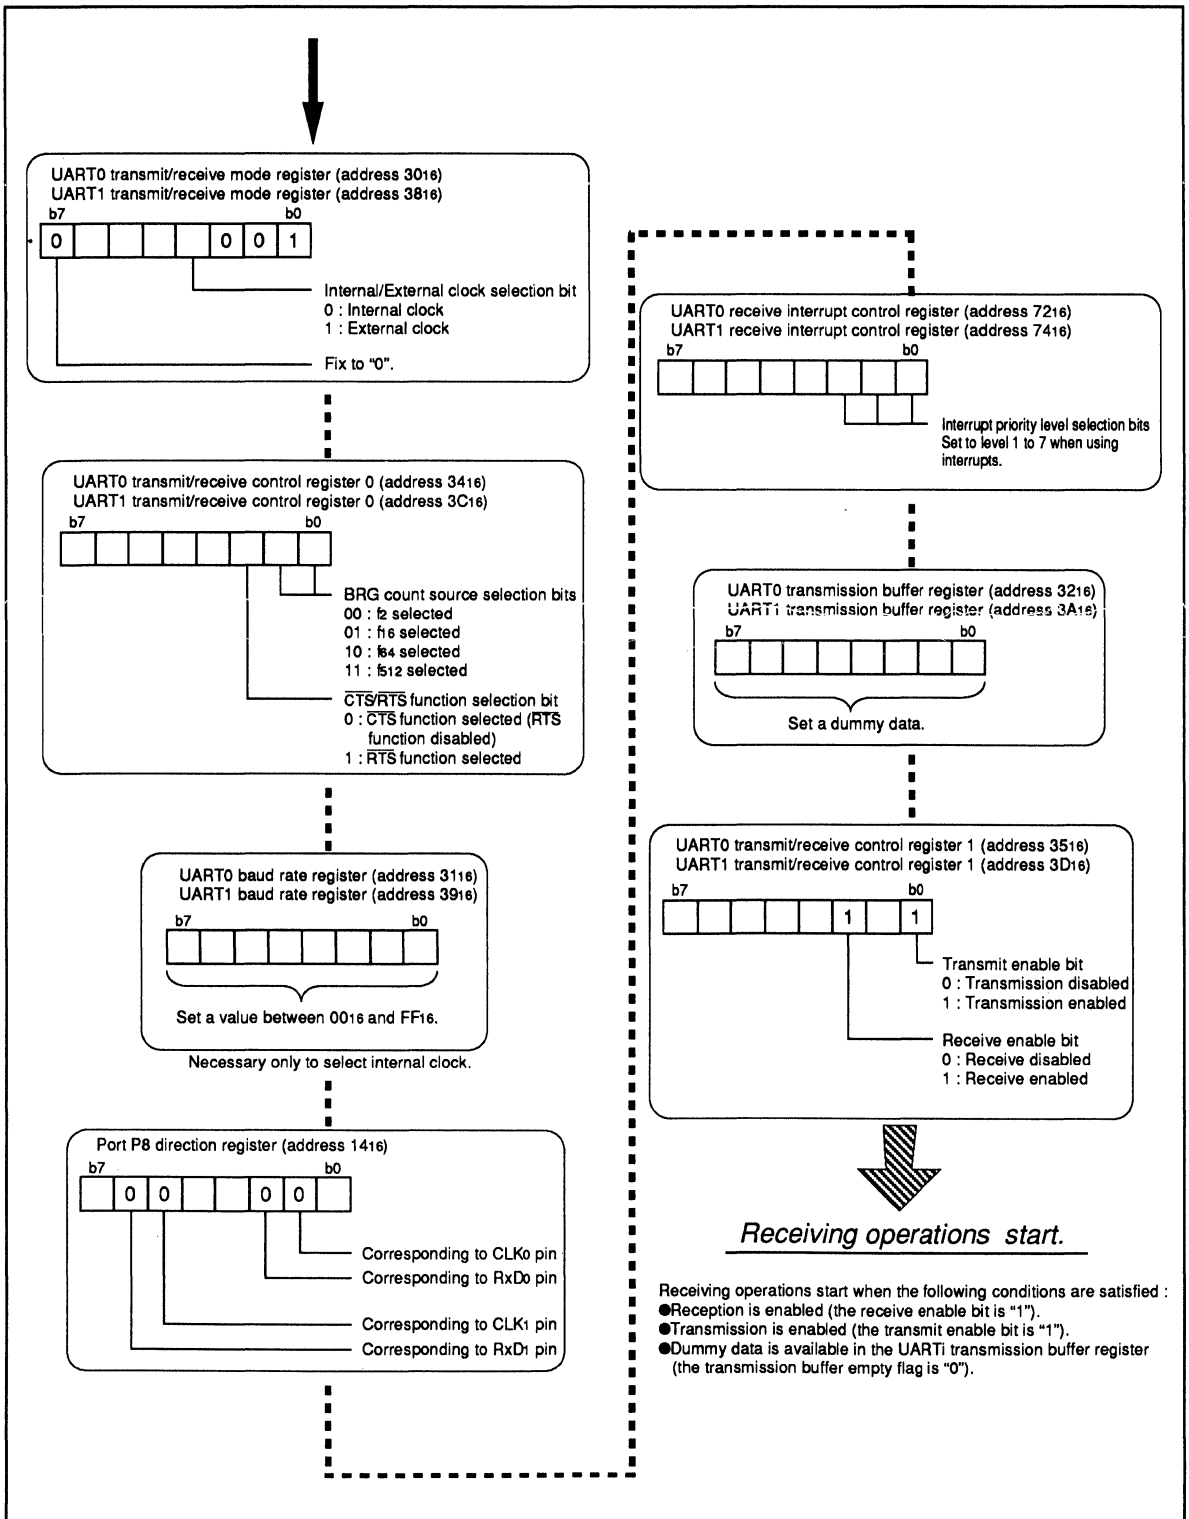 UART0 transmit/receive mode register (address 3016)
UART1 transmit/receive mode register (address 3816)
b7 b0
0 0 0 1
Internal/External clock selection bit
0 : Internal clock
1 : External clock
Fix to “0”.
UART0 transmit/receive control register 0 (address 3416)
UART1 transmit/receive control register 0 (address 3C16)
b7 b0
BRG count source selection bits
00 : f2 selected
01 : f16 selected
10 : f64 selected
11 : f512 selected
CTS/RTS function selection bit
0 : CTS function selected (RTS
function disabled)
1 : RTS function selected
UART0 baud rate register (address 3116)
UART1 baud rate register (address 3916)
b7 b0
Set a value between 0016 and FF16.
Necessary only to select internal clock.
Port P8 direction register (address 1416)
b7 b0
0 0 0 0
Corresponding to CLK0 pin
Corresponding to RxD0 pin
Corresponding to CLK1 pin
Corresponding to RxD1 pin
UART0 receive interrupt control register (address 7216)
UART1 receive interrupt control register (address 7416)
b7 b0
Interrupt priority level selection bits
Set to level 1 to 7 when using
interrupts.
UART0 transmission buffer register (address 3216)
UART1 transmission buffer register (address 3A16)
b7 b0
Set a dummy data.
UART0 transmit/receive control register 1 (address 3516)
UART1 transmit/receive control register 1 (address 3D16)
b7 b0
1 1
Transmit enable bit
0 : Transmission disabled
1 : Transmission enabled
Receive enable bit
0 : Receive disabled
1 : Receive enabled
Receiving operations start.
Receiving operations start when the following conditions are satisfied :
●Reception is enabled (the receive enable bit is “1”).
●Transmission is enabled (the transmit enable bit is “1”).
●Dummy data is available in the UARTi transmission buffer register
(the transmission buffer empty flag is “0”).